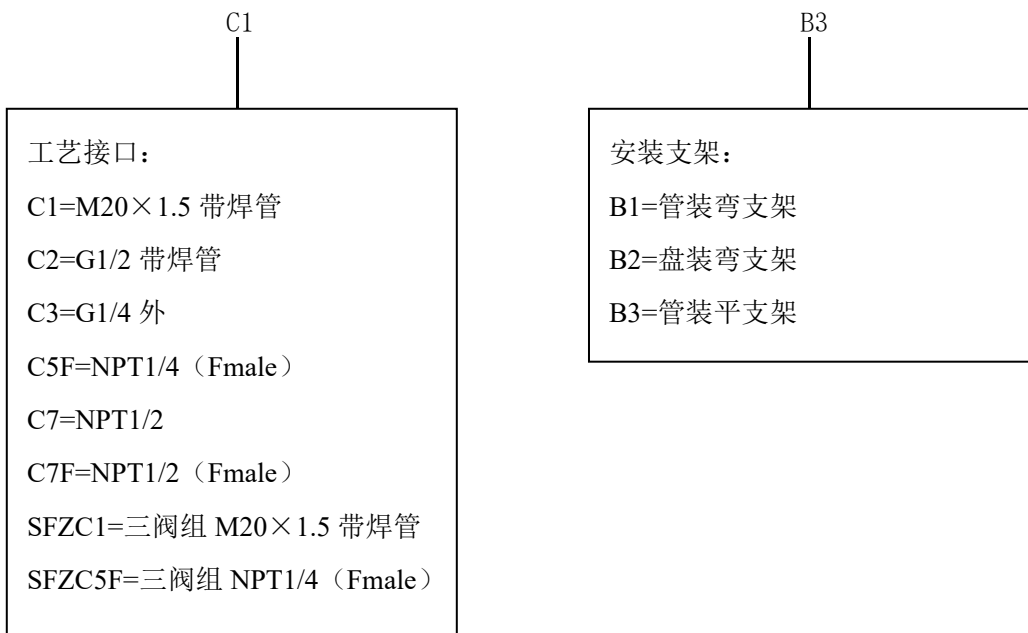 C1
工艺接口：
C1=M20×1.5 带焊管
C2=G1/2 带焊管
C3=G1/4 外
C5F=NPT1/4（Fmale）
C7=NPT1/2
C7F=NPT1/2（Fmale）
SFZC1=三阀组 M20×1.5 带焊管
SFZC5F=三阀组 NPT1/4（Fmale）
B3
安装支架：
B1=管装弯支架
B2=盘装弯支架
B3=管装平支架